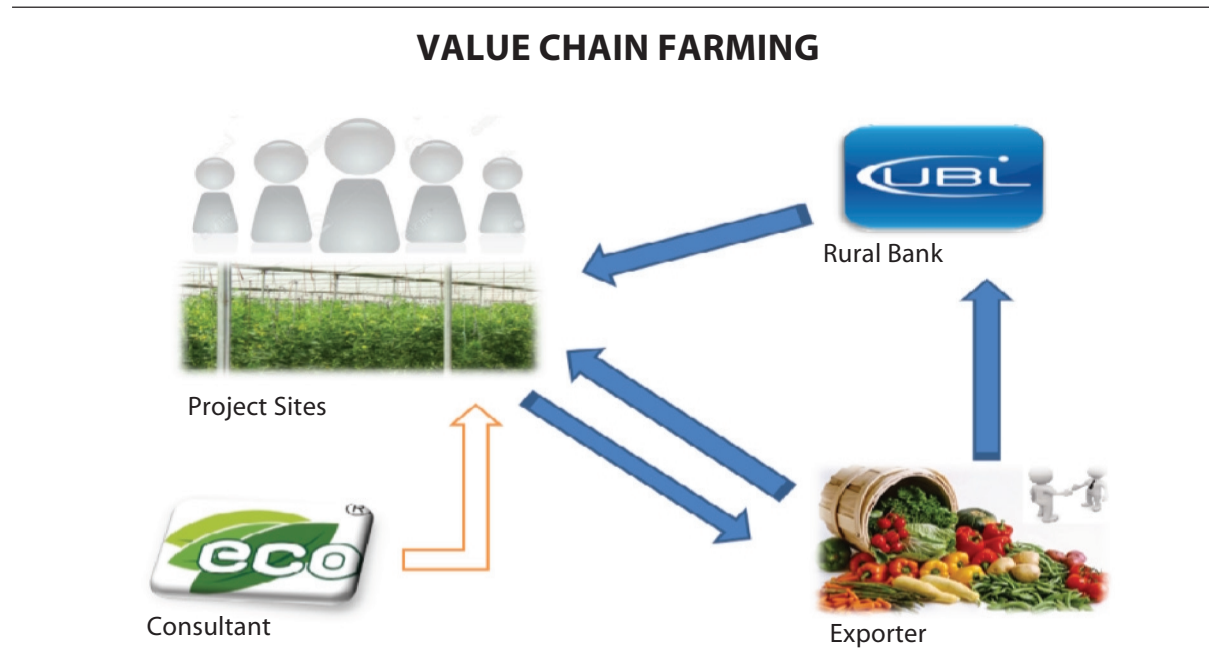 VALUE CHAIN FARMING
UBL
Rural Bank
Project Sites
eco
®
Consultant
Exporter